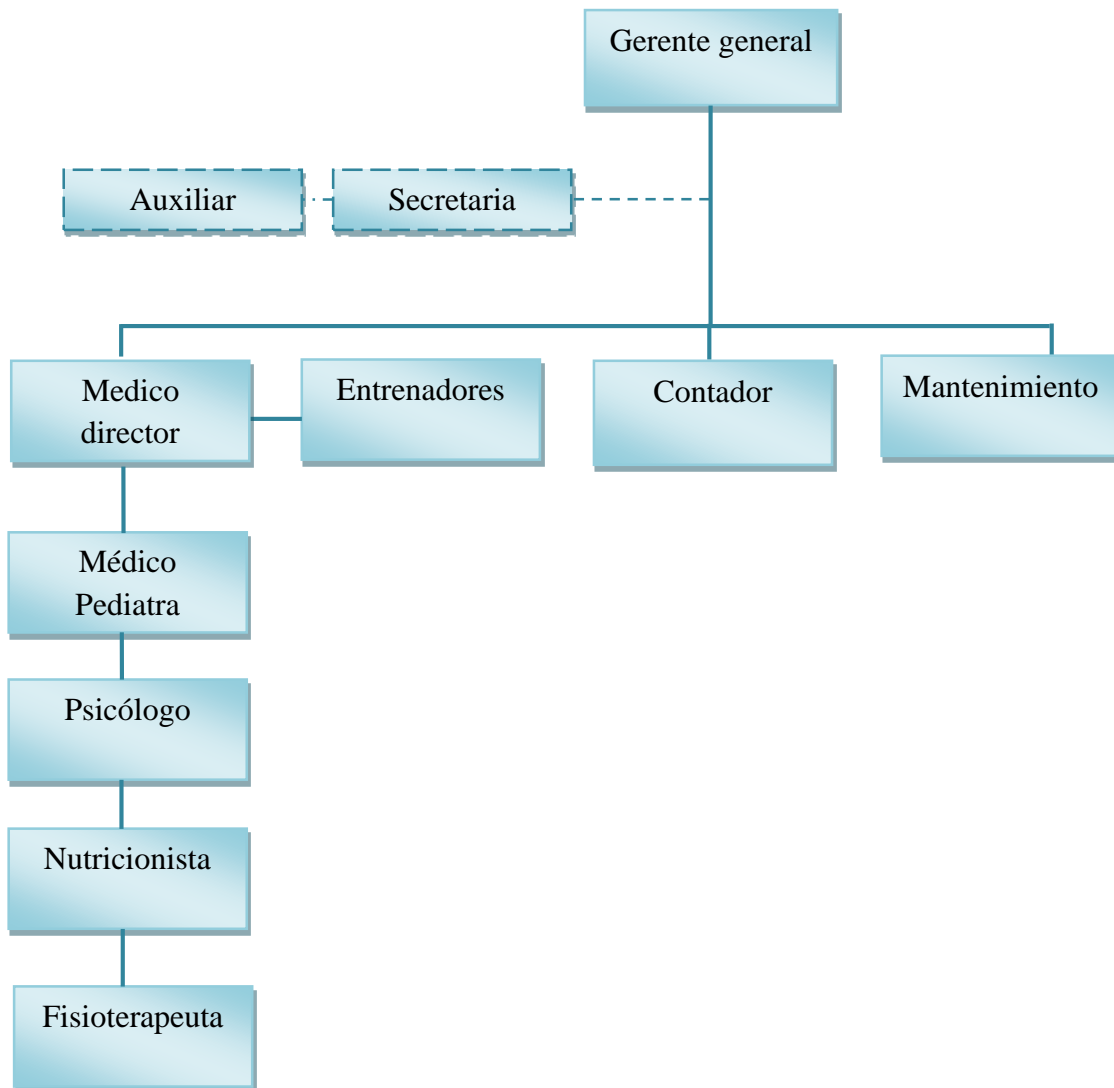 Gerente general
Auxiliar
Secretaria
Medico
director
Entrenadores
Contador
Mantenimiento
Médico
Pediatra
Psicólogo
Nutricionista
Fisioterapeuta